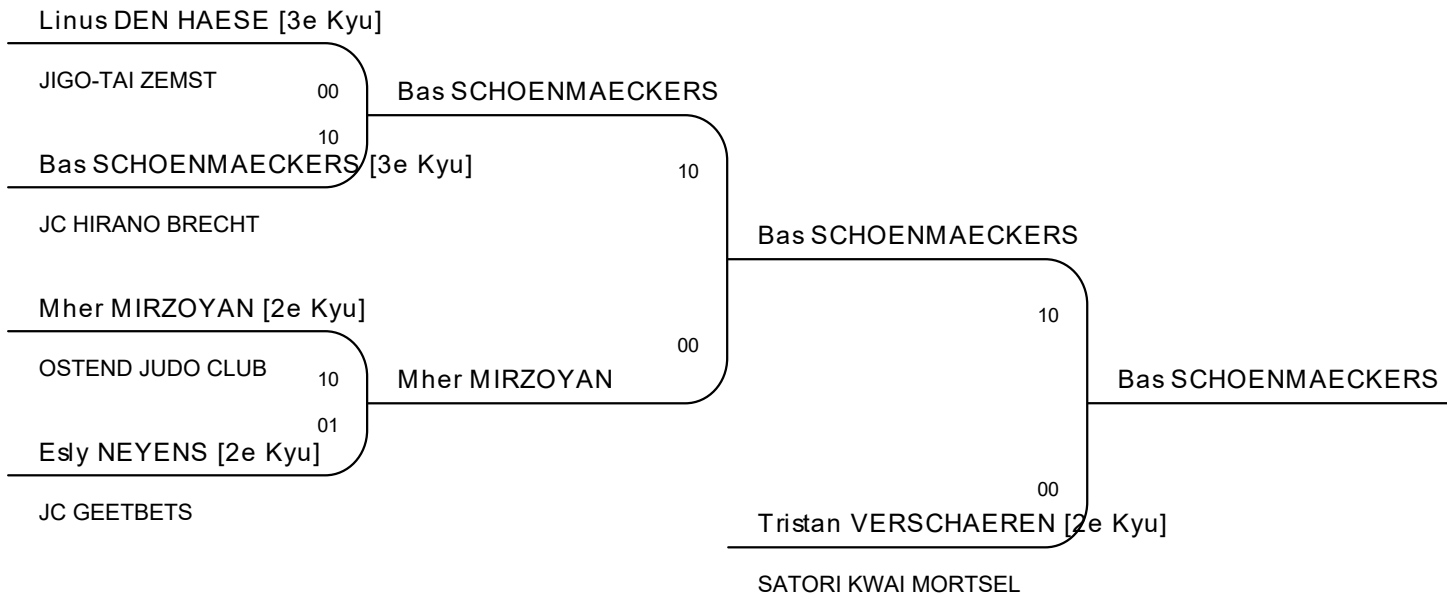 Linus DEN HAESE [3e Kyu]
JIGO-TAI ZEMST
00
Bas SCHOENMAECKERS
10
Bas SCHOENMAECKERS [3e Kyu]
10
JC HIRANO BRECHT
Bas SCHOENMAECKERS
Mher MIRZOYAN [2e Kyu]
10
00
OSTEND JUDO CLUB
10
Mher MIRZOYAN
Bas SCHOENMAECKERS
01
Esly NEYENS [2e Kyu]
00
JC GEETBETS
Tristan VERSCHAEREN [2e Kyu]
SATORI KWAI MORTSEL